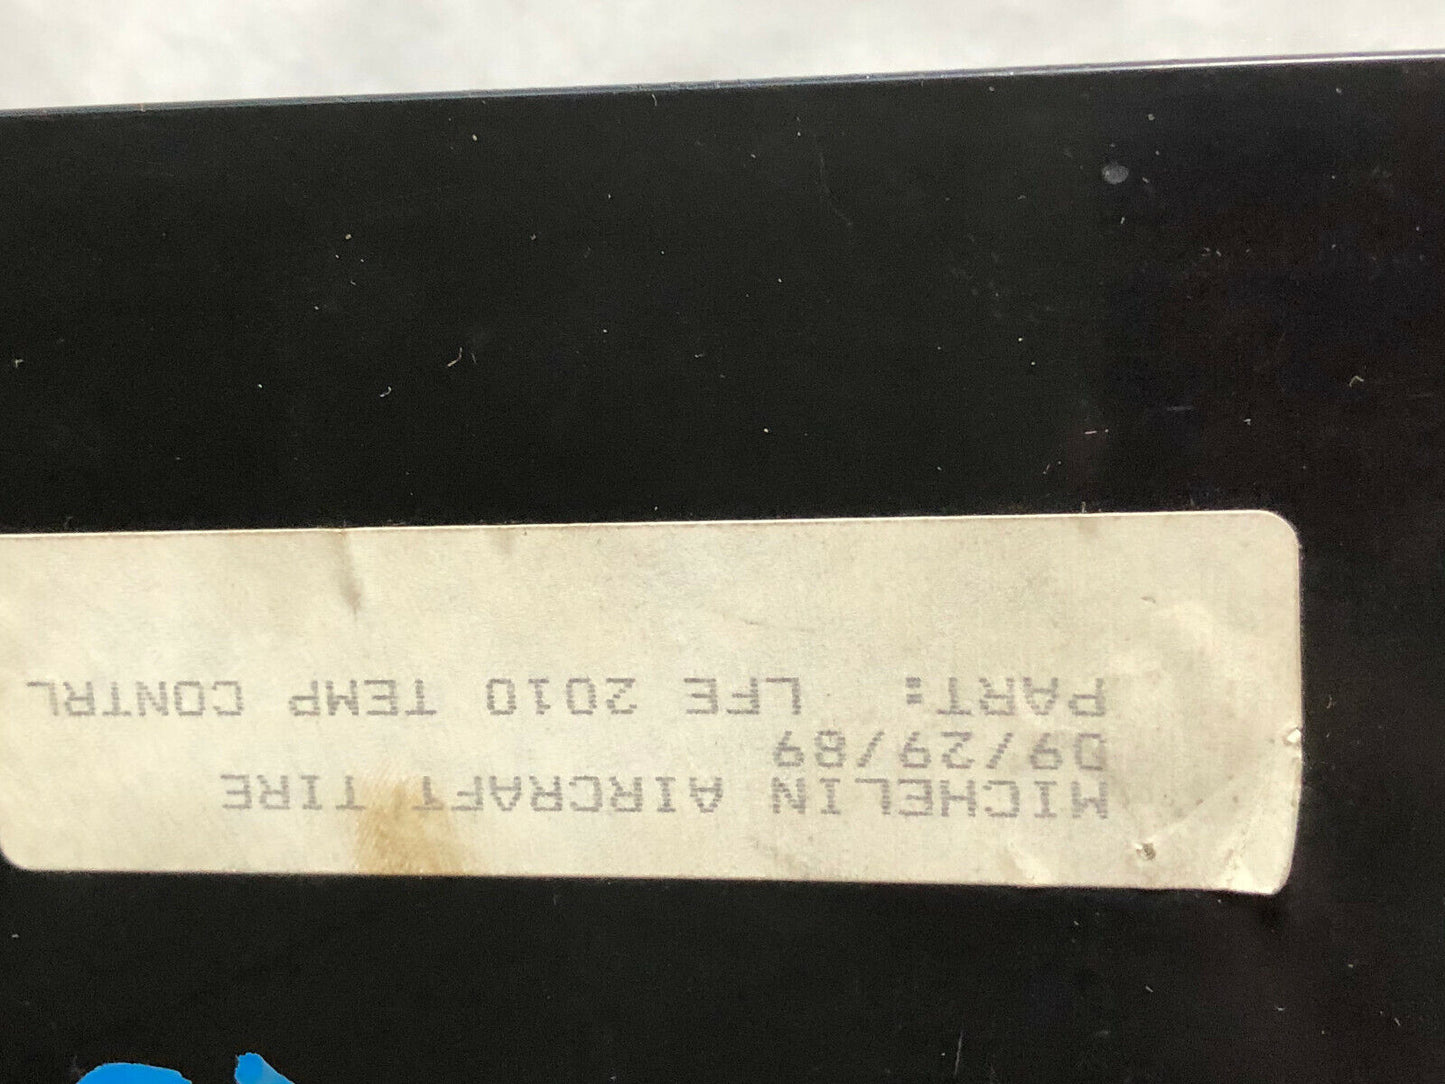 MICHELIN AIRCRAFT TIRE
09/29/89
PART: LFE 2010 TEMP CONTRL